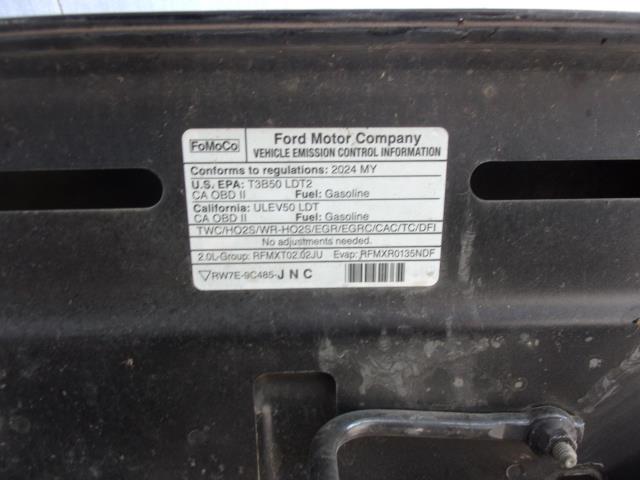 FoMoCo
Ford Motor Company
VEHICLE EMISSION CONTROL INFORMATION
Conforms to regulations: 2024 MY
U.S. EPA: T3B50 LDT2
CA OBD II Fuel: Gasoline
California: ULEV50 LDT
CA OBD II Fuel: Gasoline
TWC/HO2S/WR-HO2S/EGR/EGRC/CAC/TC/DFI
No adjustments needed.
2.0L-Group: RFMXT02.02JU Evap: RFMXR0135NDF
RW7E-9C485-JNC